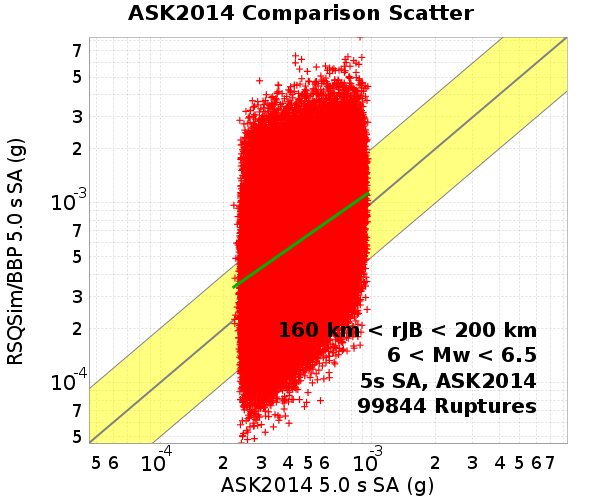 ASK2014 Comparison Scatter
RSQSim/BBP 5.0 s SA (g)
7
5
3
2
10-3
7
5
3
2
10-4
7
5
160 km < rJB < 200 km
6 < Mw < 6.5
5s SA, ASK2014
99844 Ruptures
5 6 10-4 2 3 4 5 6 10-3 2 3 4 5 6 7
ASK2014 5.0 s SA (g)